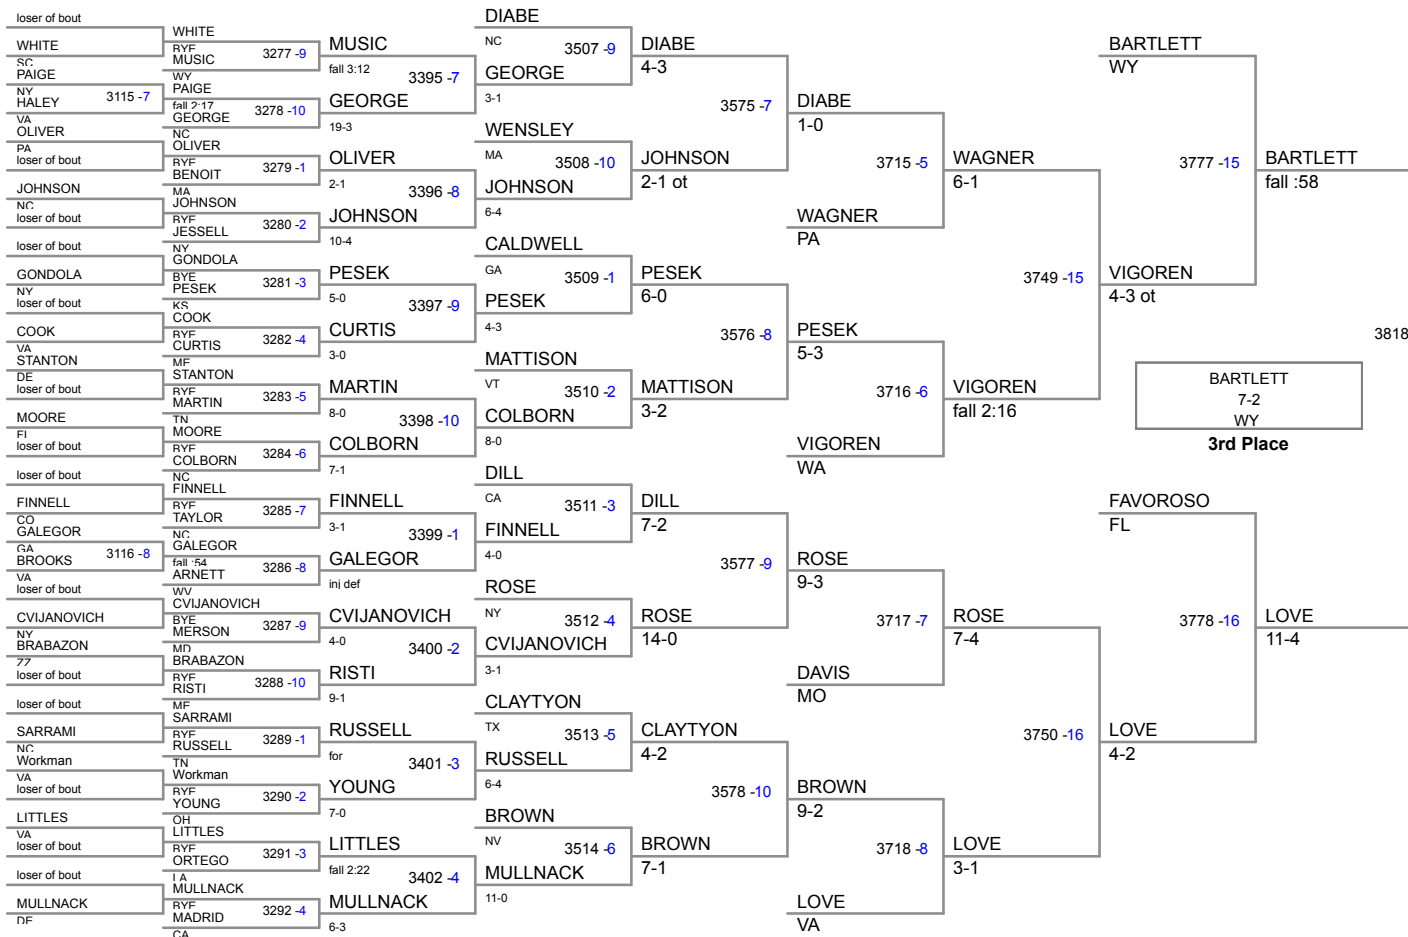 loser of bout
WHITE
SC
PAIGE
NY
HALEY
3115 -7
VA
OLIVER
PA
loser of bout
JOHNSON
NC
loser of bout
loser of bout
GONDOLA
NY
loser of bout
COOK
VA
STANTON
DE
loser of bout
MOORE
FL
loser of bout
loser of bout
FINNELL
CO
GALEGOR
GA
BROOKS
3116 -8
VA
loser of bout
CVIJANOVICH
NY
BRABAZON
ZZ
loser of bout
loser of bout
SARRAMI
NC
Workman
VA
loser of bout
LITTLES
VA
loser of bout
loser of bout
MULLNACK
DE
WHITE
BYE
MUSIC
3277 -9
WY
PAIGE
fall 2:17
GEORGE
3278 -10
NC
OLIVER
BYE
BENOIT
3279 -1
MA
JOHNSON
BYE
JESSELL
3280 -2
NY
GONDOLA
BYE
PESEK
3281 -3
KS
COOK
BYE
CURTIS
3282 -4
ME
STANTON
BYE
MARTIN
3283 -5
TN
MOORE
BYE
COLBORN
3284 -6
NC
FINNELL
BYE
TAYLOR
3285 -7
NC
GALEGOR
fall :54
ARNETT
3286 -8
WV
CVIJANOVICH
BYE
MERSON
3287 -9
MD
BRABAZON
BYE
RISTI
3288 -10
ME
SARRAMI
BYE
RUSSELL
3289 -1
TN
Workman
BYE
YOUNG
3290 -2
OH
LITTLES
BYE
ORTEGO
3291 -3
LA
MULLNACK
BYE
MADRID
3292 -4
CA
MUSIC
fall 3:12
3395 -7
GEORGE
19-3
OLIVER
2-1
3396 -8
JOHNSON
10-4
PESEK
5-0
3397 -9
CURTIS
3-0
MARTIN
8-0
3398 -10
COLBORN
7-1
FINNELL
3-1
3399 -1
GALEGOR
inj def
CVIJANOVICH
4-0
3400 -2
RISTI
9-1
RUSSELL
for
3401 -3
YOUNG
7-0
LITTLES
fall 2:22
3402 -4
MULLNACK
6-3
DIABE
NC
3507 -9
GEORGE
3-1
WENSLEY
MA
3508 -10
JOHNSON
6-4
CALDWELL
GA
3509 -1
PESEK
4-3
MATTISON
VT
3510 -2
COLBORN
8-0
DILL
CA
3511 -3
FINNELL
4-0
ROSE
NY
3512 -4
CVIJANOVICH
3-1
CLAYTYON
TX
3513 -5
RUSSELL
6-4
BROWN
NV
3514 -6
MULLNACK
11-0
DIABE
4-3
3575 -7
JOHNSON
2-1 ot
PESEK
6-0
3576 -8
MATTISON
3-2
DILL
7-2
3577 -9
ROSE
14-0
CLAYTYON
4-2
3578 -10
BROWN
7-1
DIABE
1-0
3715 -5
WAGNER
PA
PESEK
5-3
3716 -6
VIGOREN
WA
ROSE
9-3
3717 -7
DAVIS
MO
BROWN
9-2
3718 -8
LOVE
VA
WAGNER
6-1
3749 -15
VIGOREN
fall 2:16
ROSE
7-4
3750 -16
LOVE
3-1
BARTLETT
WY
3777 -15
VIGOREN
4-3 ot
BARTLETT
7-2
WY
3rd Place
FAVOROSO
FL
3778 -16
LOVE
4-2
BARTLETT
fall :58
3818
LOVE
11-4